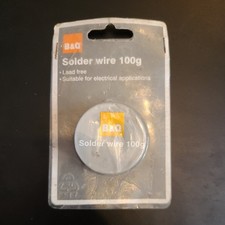 B&Q
Solder wire 100g
• Lead free
• Suitable for electrical applications
B&Q
Solder wire 100g